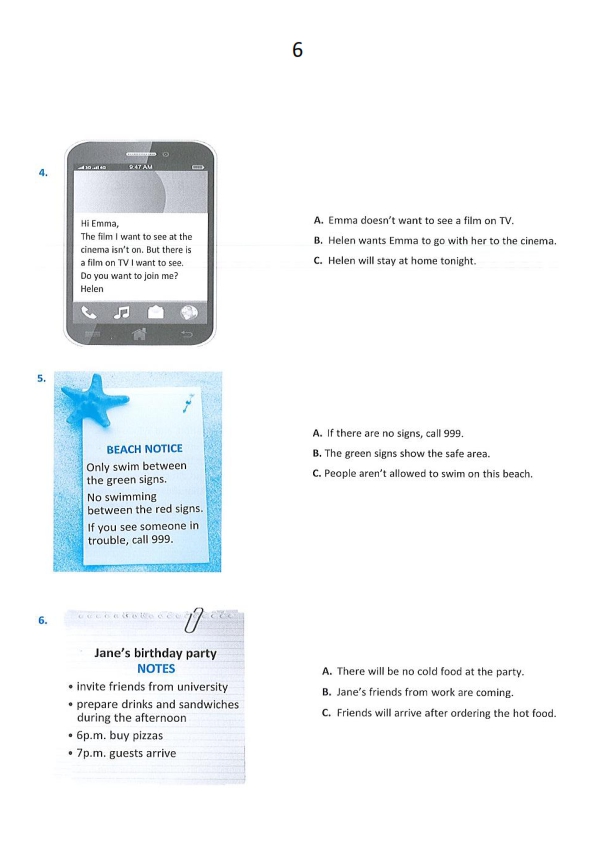 6
4.
9:47 AM
Hi Emma,
The film I want to see at the
cinema isn't on. But there is
a film on TV I want to see.
Do you want to join me?
Helen
A. Emma doesn't want to see a film on TV.
B. Helen wants Emma to go with her to the cinema.
C. Helen will stay at home tonight.
5.
BEACH NOTICE
Only swim between
the green signs.
No swimming
between the red signs.
If you see someone in
trouble, call 999.
A. If there are no signs, call 999.
B. The green signs show the safe area.
C. People aren't allowed to swim on this beach.
6.
Jane's birthday party
NOTES
• invite friends from university
• prepare drinks and sandwiches
during the afternoon
• 6p.m. buy pizzas
• 7p.m. guests arrive
A. There will be no cold food at the party.
B. Jane's friends from work are coming.
C. Friends will arrive after ordering the hot food.